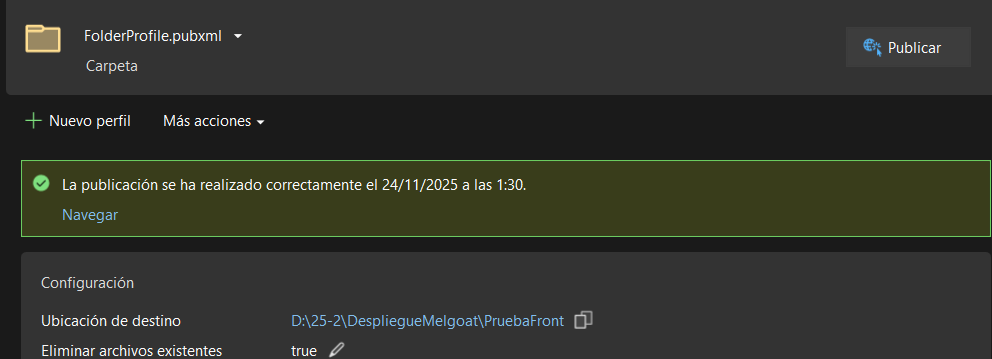 FolderProfile.pubxml
Carpeta
Publicar
Nuevo perfil Más acciones
La publicación se ha realizado correctamente el 24/11/2025 a las 1:30.
Navegar
Configuración
Ubicación de destino D:\25-2\DespliegueMelgoat\PruebaFront
Eliminar archivos existentes true